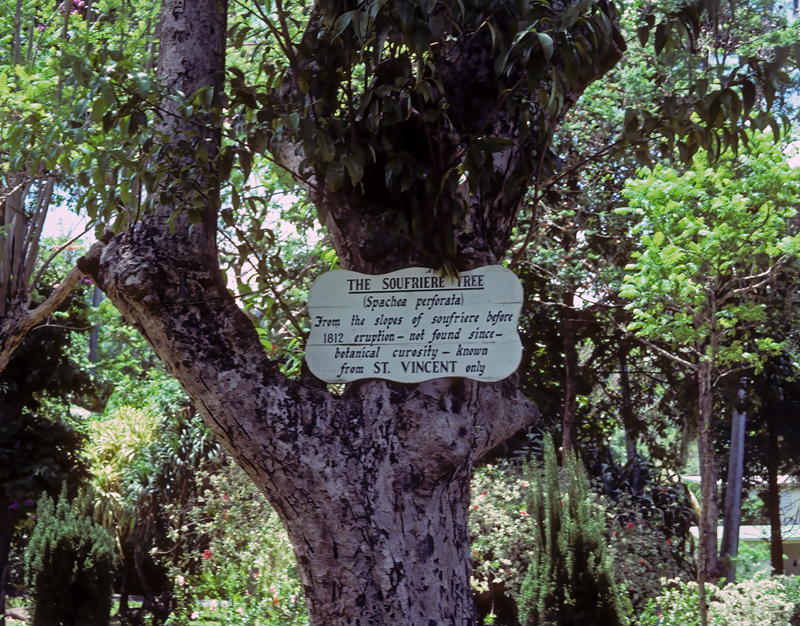 THE SOUFRIERE TREE
(Spachea perforata)
From the slopes of soufriere before
1812 eruption - not found since -
botanical curosity - known
from ST. VINCENT only